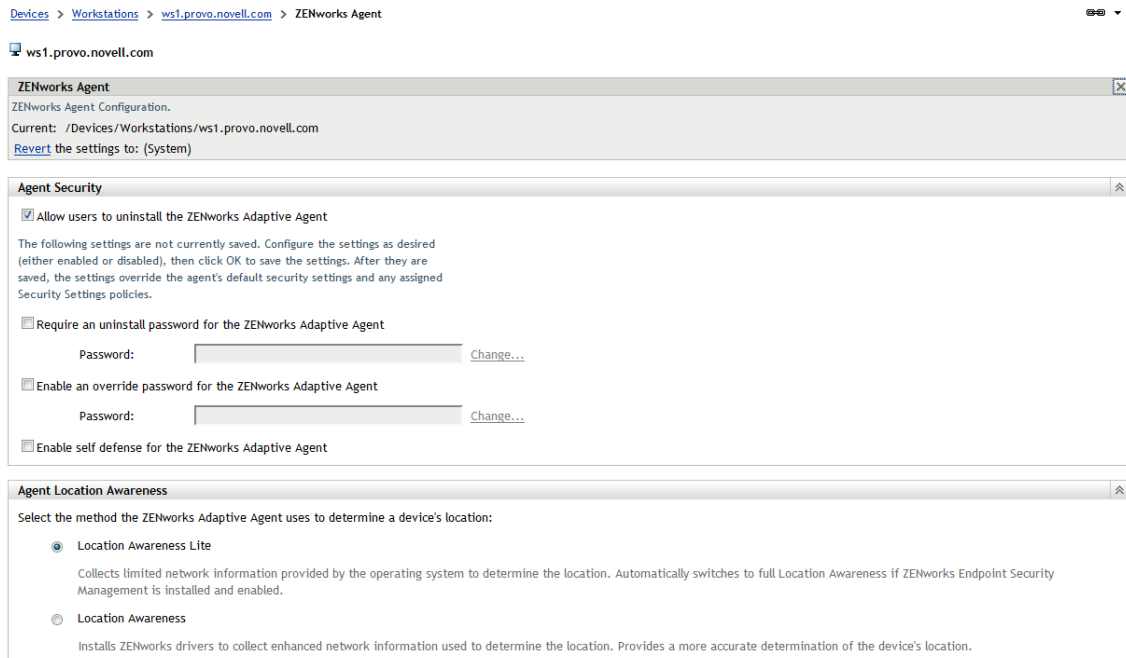 Devices > Workstations > ws1.provo.novell.com > ZENworks Agent
ws1.provo.novell.com
ZENworks Agent
ZENworks Agent Configuration.
Current: /Devices/Workstations/ws1.provo.novell.com
Revert the settings to: (System)
Agent Security
Allow users to uninstall the ZENworks Adaptive Agent
The following settings are not currently saved. Configure the settings as desired
(either enabled or disabled), then click OK to save the settings. After they are
saved, the settings override the agent's default security settings and any assigned
Security Settings policies.
Require an uninstall password for the ZENworks Adaptive Agent
Password: Change...
Enable an override password for the ZENworks Adaptive Agent
Password: Change...
Enable self defense for the ZENworks Adaptive Agent
Agent Location Awareness
Select the method the ZENworks Adaptive Agent uses to determine a device's location:
Location Awareness Lite
Collects limited network information provided by the operating system to determine the location. Automatically switches to full Location Awareness if ZENworks Endpoint Security
Management is installed and enabled.
Location Awareness
Installs ZENworks drivers to collect enhanced network information used to determine the location. Provides a more accurate determination of the device's location.